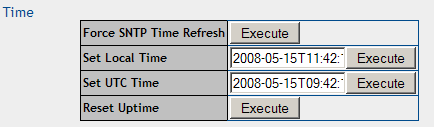 Time
Force SNTP Time Refresh Execute
Set Local Time 2008-05-15T11:42: Execute
Set UTC Time 2008-05-15T09:42: Execute
Reset Uptime Execute